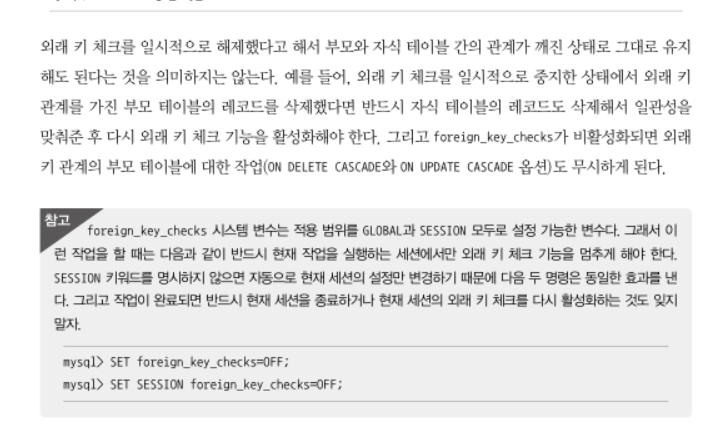 외래 키 체크를 일시적으로 해제했다고 해서 부모와 자식 테이블 간의 관계가 깨진 상태로 그대로 유지
해도 된다는 것을 의미하지는 않는다. 예를 들어, 외래 키 체크를 일시적으로 중지한 상태에서 외래 키
관계를 가진 부모 테이블의 레코드를 삭제했다면 반드시 자식 테이블의 레코드도 삭제해서 일관성을
맞춰준 후 다시 외래 키 체크 기능을 활성화해야 한다. 그리고 foreign_key_checks가 비활성화되면 외래
키 관계의 부모 테이블에 대한 작업(ON DELETE CASCADE와 ON UPDATE CASCADE 옵션)도 무시하게 된다.
참고
foreign_key_checks 시스템 변수는 적용 범위를 GLOBAL과 SESSION 모두로 설정 가능한 변수다. 그래서 이
런 작업을 할 때는 다음과 같이 반드시 현재 작업을 실행하는 세션에서만 외래 키 체크 기능을 멈추게 해야 한다.
SESSION 키워드를 명시하지 않으면 자동으로 현재 세션의 설정만 변경하기 때문에 다음 두 명령은 동일한 효과를 낸
다. 그리고 작업이 완료되면 반드시 현재 세션을 종료하거나 현재 세션의 외래 키 체크를 다시 활성화하는 것도 잊지
말자.
mysql> SET foreign_key_checks=OFF;
mysql> SET SESSION foreign_key_checks=OFF;